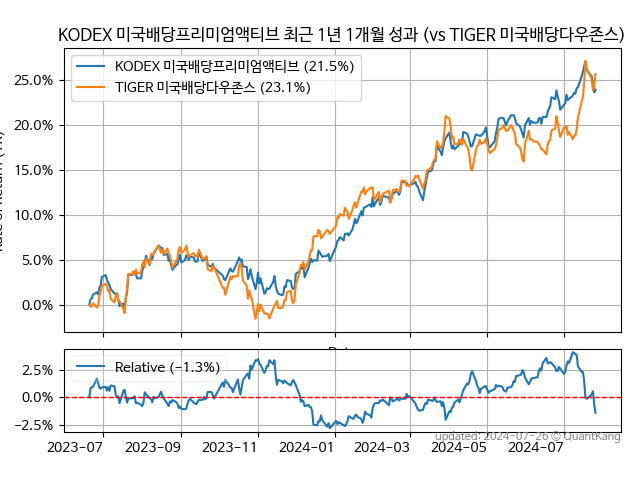 KODEX 미국배당프리미엄액티브 최근 1년 1개월 성과 (vs TIGER 미국배당다우존스)
KODEX 미국배당프리미엄액티브 (21.5%)
TIGER 미국배당다우존스 (23.1%)
25.0%
20.0%
15.0%
10.0%
5.0%
0.0%
Relative (−1.3%)
2.5%
0.0%
−2.5%
2023−07 2023−09 2023−11 2024−01 2024−03 2024−05 2024−07
updated: 2024−07−26 © QuantKang